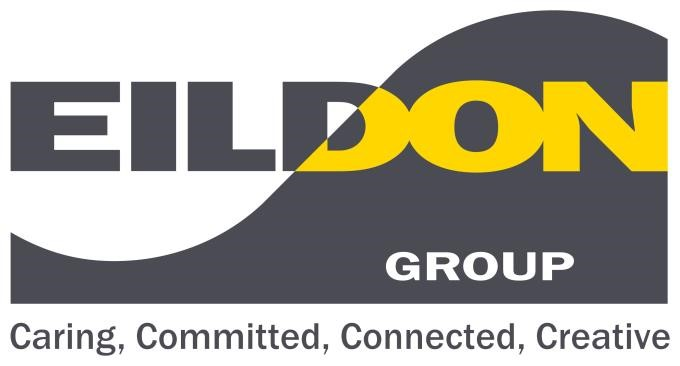 EILDON
GROUP
Caring, Committed, Connected, Creative